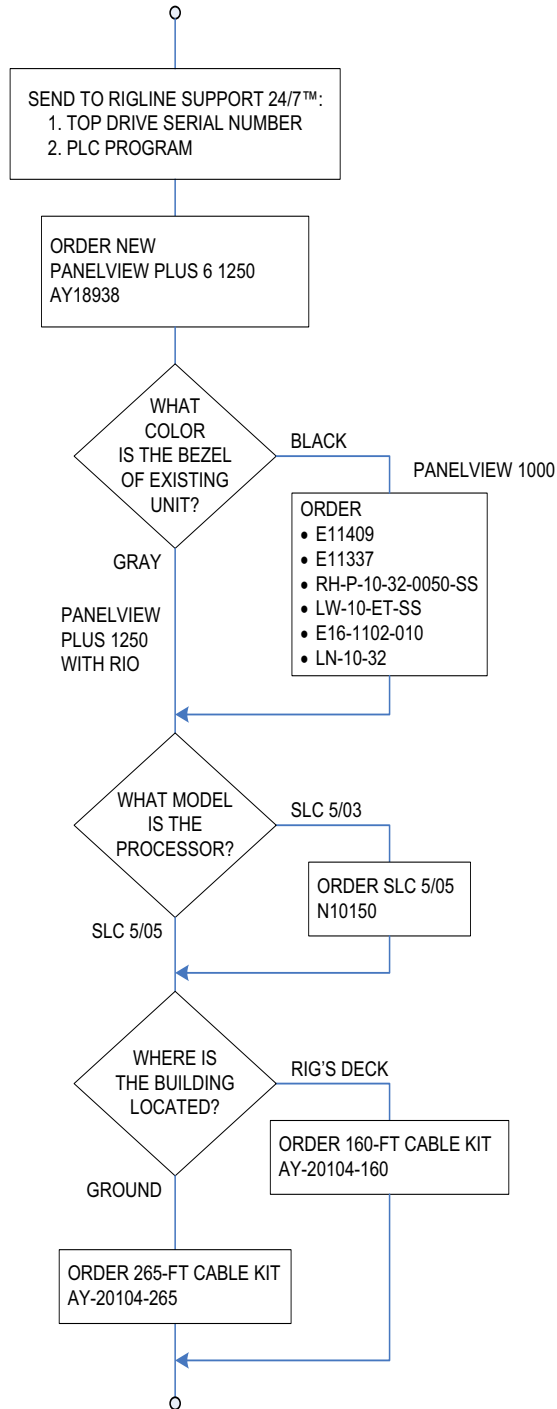 SEND TO RIGLINE SUPPORT 24/7™:
1. TOP DRIVE SERIAL NUMBER
2. PLC PROGRAM
ORDER NEW
PANELVIEW PLUS 6 1250
AY18938
WHAT
COLOR
IS THE BEZEL
OF EXISTING
UNIT?
BLACK
PANELVIEW 1000
ORDER
• E11409
• E11337
• RH-P-10-32-0050-SS
• LW-10-ET-SS
• E16-1102-010
• LN-10-32
GRAY
PANELVIEW
PLUS 1250
WITH RIO
WHAT MODEL
IS THE
PROCESSOR?
SLC 5/03
ORDER SLC 5/05
N10150
SLC 5/05
WHERE IS
THE BUILDING
LOCATED?
RIG'S DECK
ORDER 160-FT CABLE KIT
AY-20104-160
GROUND
ORDER 265-FT CABLE KIT
AY-20104-265